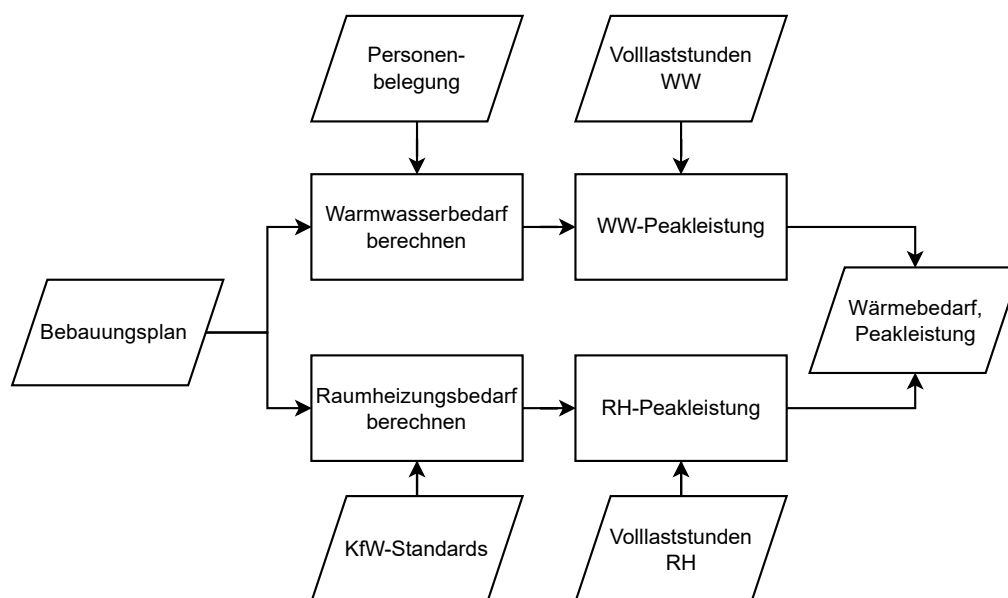 Personen-
belegung
Volllaststunden
WW
Warmwasserbedarf
berechnen
WW-Peakleistung
Bebauungsplan
Wärmebedarf,
Peakleistung
Raumheizungsbedarf
berechnen
RH-Peakleistung
KfW-Standards
Volllaststunden
RH